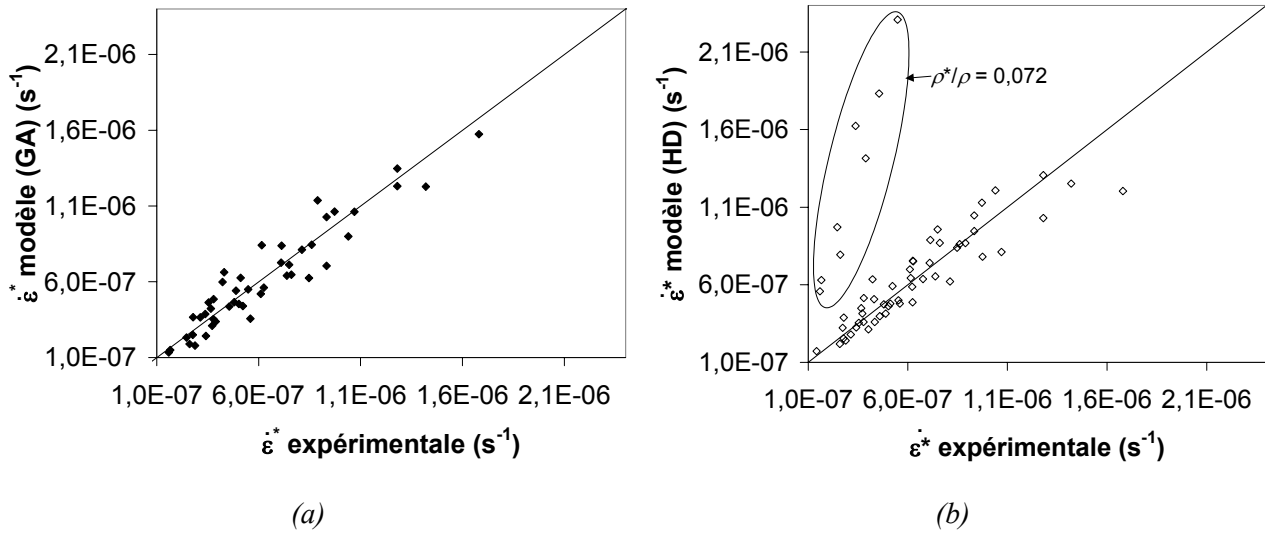 2,1E-06
1,6E-06
1,1E-06
6,0E-07
1,0E-07
ε̇* modèle (GA) (s⁻¹)
1,0E-07 6,0E-07 1,1E-06 1,6E-06 2,1E-06
ε̇* expérimentale (s⁻¹)
(a)
2,1E-06
1,6E-06
1,1E-06
6,0E-07
1,0E-07
ε̇* modèle (HD) (s⁻¹)
ρ*/ρ = 0,072
1,0E-07 6,0E-07 1,1E-06 1,6E-06 2,1E-06
ε̇* expérimentale (s⁻¹)
(b)